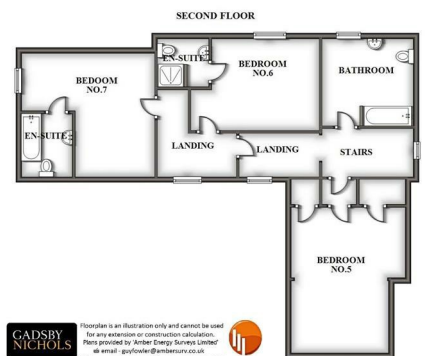 SECOND FLOOR
EN-SUITE
BEDROOM
NO.6
BATHROOM
BEDOOM
NO.7
EN-SUITE
LANDING
LANDING
STAIRS
BEDROOM
NO.5
GADSBY
NICHOLS
Floorplan is an illustration only and cannot be used
for any extension or construction calculation.
Plans provided by 'Amber Energy Surveys Limited'
email - guyfowler@ambersurv.co.uk